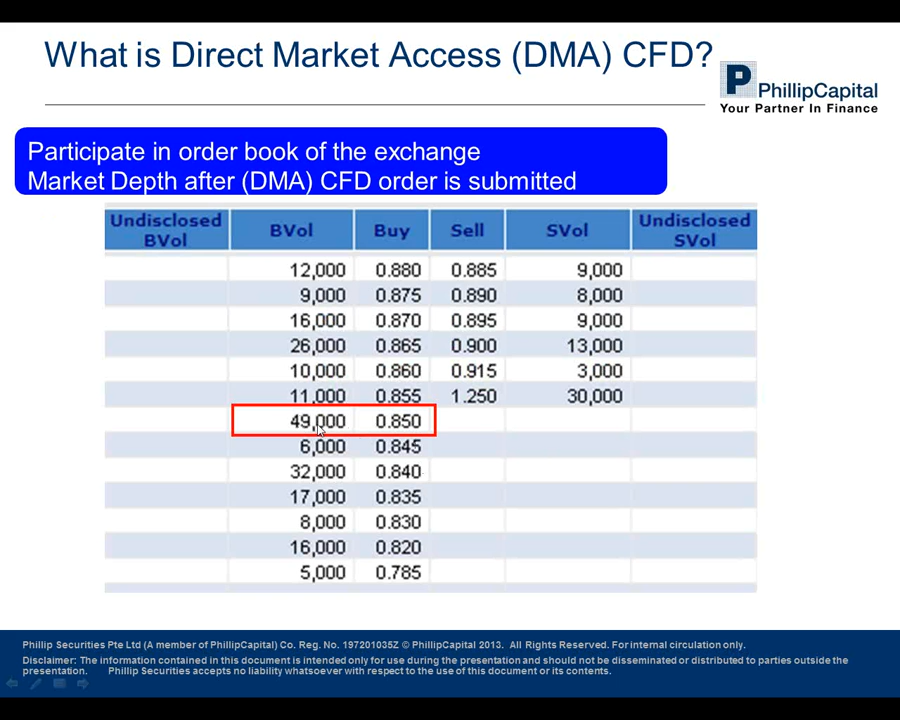 What is Direct Market Access (DMA) CFD?
P PhillipCapital
Your Partner In Finance
Participate in order book of the exchange
Market Depth after (DMA) CFD order is submitted
Undisclosed BVol BVol Buy Sell SVol Undisclosed SVol
12,000 0.880 0.885 9,000
9,000 0.875 0.890 8,000
16,000 0.870 0.895 9,000
26,000 0.865 0.900 13,000
10,000 0.860 0.915 3,000
11,000 0.855 1.250 30,000
49,000 0.850
6,000 0.845
32,000 0.840
17,000 0.835
8,000 0.830
16,000 0.820
5,000 0.785
Phillip Securities Pte Ltd (A member of PhillipCapital) Co. Reg. No. 197201035Z © PhillipCapital 2013. All Rights Reserved. For internal circulation only.
Disclaimer: The information contained in this document is intended only for use during the presentation and should not be disseminated or distributed to parties outside the
presentation. Phillip Securities accepts no liability whatsoever with respect to the use of this document or its contents.